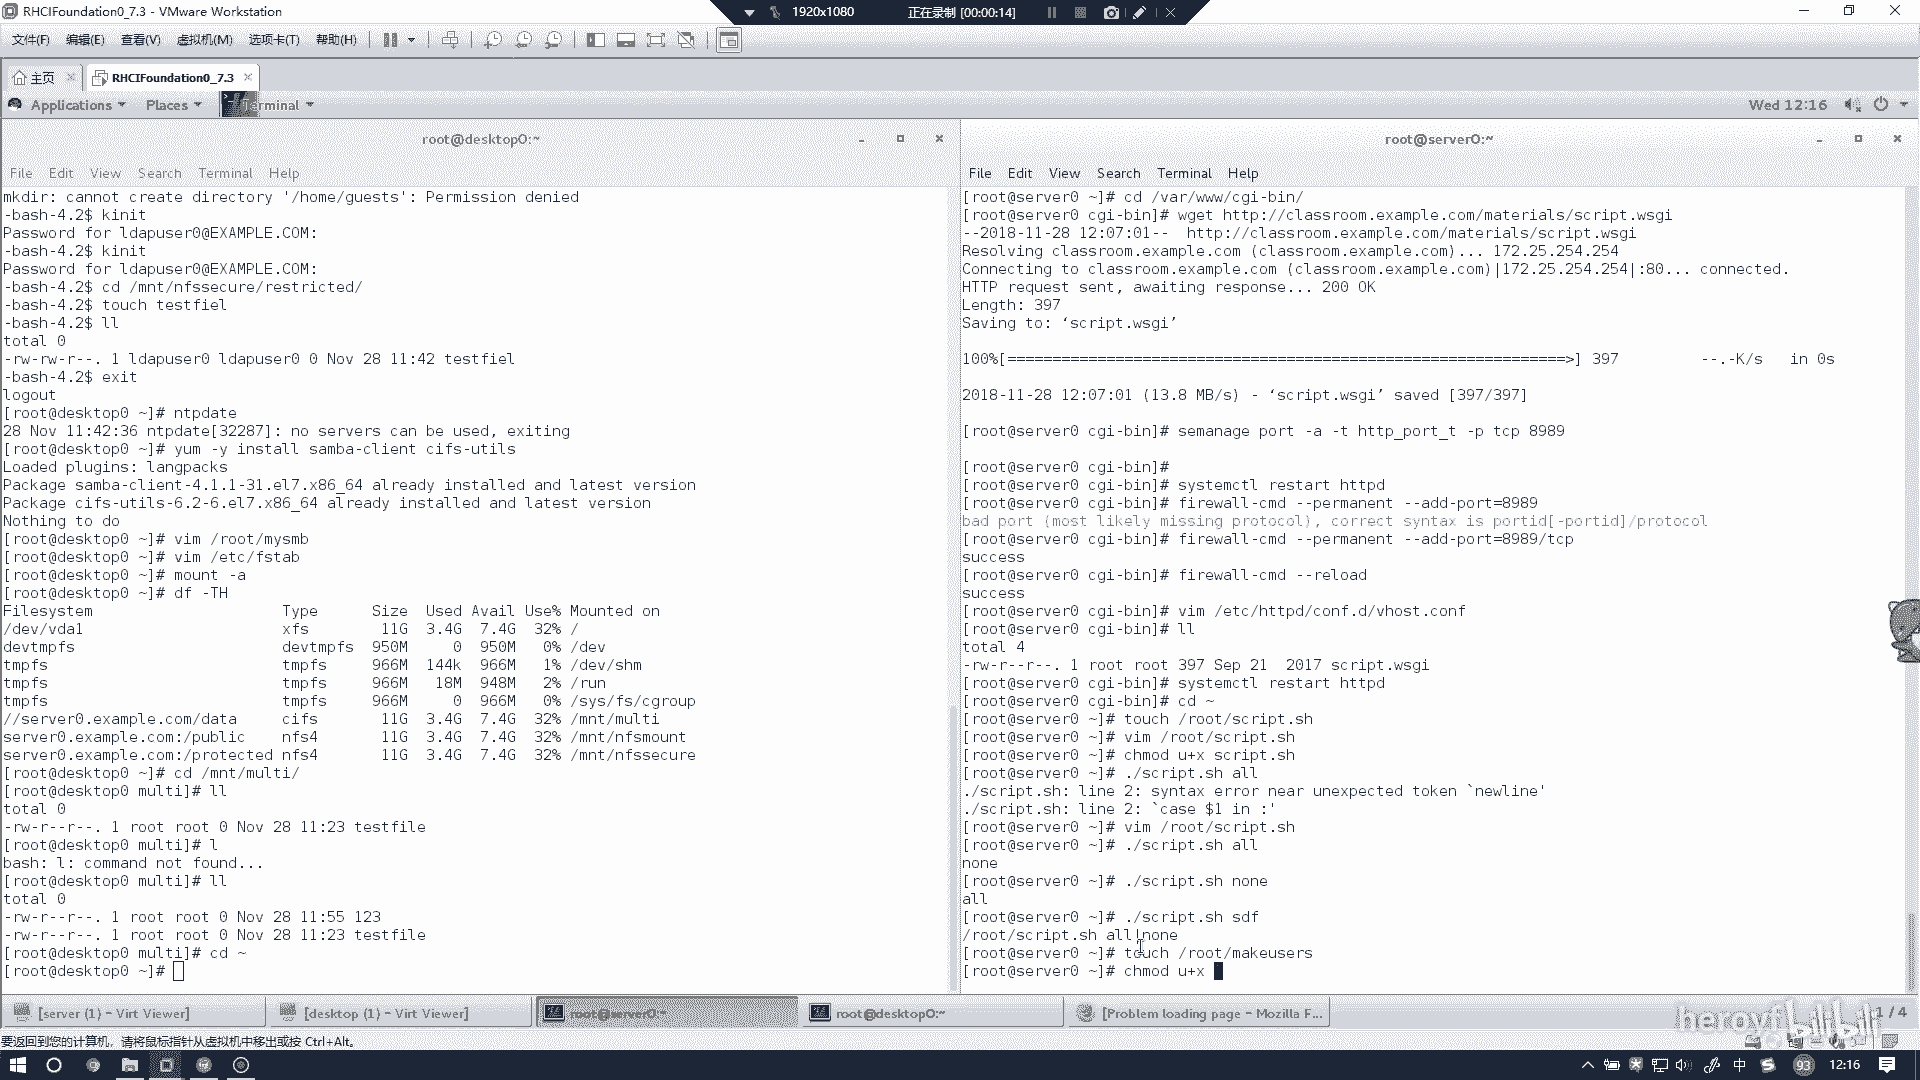 RHCIFoundation0_7.3 - VMware Workstation
1920x1080
正在录制 [00:00:14]
文件(F) 编辑(E) 查看(V) 虚拟机(M) 选项卡(T) 帮助(H)
主页
RHCIFoundation0_7.3
Applications Places Terminal
Wed 12:16
root@desktop0:~
File Edit View Search Terminal Help
mkdir: cannot create directory '/home/guests': Permission denied
-bash-4.2$ kinit
Password for ldapuser0@EXAMPLE.COM:
-bash-4.2$ kinit
Password for ldapuser0@EXAMPLE.COM:
-bash-4.2$ cd /mnt/nfssecure/restricted/
-bash-4.2$ touch testfiel
-bash-4.2$ ll
total 0
-rw-rw-r--. 1 ldapuser0 ldapuser0 0 Nov 28 11:42 testfiel
-bash-4.2$ exit
logout
[root@desktop0 ~]# ntpdate
28 Nov 11:42:36 ntpdate[32287]: no servers can be used, exiting
[root@desktop0 ~]# yum -y install samba-client cifs-utils
Loaded plugins: langpacks
Package samba-client-4.1.1-31.el7.x86_64 already installed and latest version
Package cifs-utils-6.2-6.el7.x86_64 already installed and latest version
Nothing to do
[root@desktop0 ~]# vim /root/mysmb
[root@desktop0 ~]# vim /etc/fstab
[root@desktop0 ~]# mount -a
[root@desktop0 ~]# df -TH
Filesystem Type Size Used Avail Use% Mounted on
/dev/vda1 xfs 11G 3.4G 7.4G 32% /
devtmpfs devtmpfs 950M 0 950M 0% /dev
tmpfs tmpfs 966M 144k 966M 1% /dev/shm
tmpfs tmpfs 966M 18M 948M 2% /run
tmpfs tmpfs 966M 0 966M 0% /sys/fs/cgroup
//server0.example.com/data cifs 11G 3.4G 7.4G 32% /mnt/multi
server0.example.com:/public nfs4 11G 3.4G 7.4G 32% /mnt/nfsmount
server0.example.com:/protected nfs4 11G 3.4G 7.4G 32% /mnt/nfssecure
[root@desktop0 ~]# cd /mnt/multi/
[root@desktop0 multi]# ll
total 0
-rw-r--r--. 1 root root 0 Nov 28 11:23 testfile
[root@desktop0 multi]# l
bash: l: command not found...
[root@desktop0 multi]# ll
total 0
-rw-r--r--. 1 root root 0 Nov 28 11:55 123
-rw-r--r--. 1 root root 0 Nov 28 11:23 testfile
[root@desktop0 multi]# cd ~
[root@desktop0 ~]#
root@server0:~
File Edit View Search Terminal Help
[root@server0 ~]# cd /var/www/cgi-bin/
[root@server0 cgi-bin]# wget http://classroom.example.com/materials/script.wsgi
--2018-11-28 12:07:01-- http://classroom.example.com/materials/script.wsgi
Resolving classroom.example.com (classroom.example.com)... 172.25.254.254
Connecting to classroom.example.com (classroom.example.com)|172.25.254.254|:80... connected.
HTTP request sent, awaiting response... 200 OK
Length: 397
Saving to: ‘script.wsgi’
100%[==============================================================>] 397 --.-K/s in 0s
2018-11-28 12:07:01 (13.8 MB/s) - ‘script.wsgi’ saved [397/397]
[root@server0 cgi-bin]# semanage port -a -t http_port_t -p tcp 8989
[root@server0 cgi-bin]#
[root@server0 cgi-bin]# systemctl restart httpd
[root@server0 cgi-bin]# firewall-cmd --permanent --add-port=8989
bad port (most likely missing protocol), correct syntax is portid[-portid]/protocol
[root@server0 cgi-bin]# firewall-cmd --permanent --add-port=8989/tcp
success
[root@server0 cgi-bin]# firewall-cmd --reload
success
[root@server0 cgi-bin]# vim /etc/httpd/conf.d/vhost.conf
[root@server0 cgi-bin]# ll
total 4
-rw-r--r--. 1 root root 397 Sep 21 2017 script.wsgi
[root@server0 cgi-bin]# systemctl restart httpd
[root@server0 cgi-bin]# cd ~
[root@server0 ~]# touch /root/script.sh
[root@server0 ~]# vim /root/script.sh
[root@server0 ~]# chmod u+x script.sh
[root@server0 ~]# ./script.sh all
./script.sh: line 2: syntax error near unexpected token `newline'
./script.sh: line 2: `case $1 in :'
[root@server0 ~]# vim /root/script.sh
[root@server0 ~]# ./script.sh all
none
[root@server0 ~]# ./script.sh none
all
[root@server0 ~]# ./script.sh sdf
/root/script.sh all|none
[root@server0 ~]# touch /root/makeusers
[root@server0 ~]# chmod u+x
[server (1) - Virt Viewer]
[desktop (1) - Virt Viewer]
root@server0:~
root@desktop0:~
[Problem loading page - Mozilla F...
1 / 4
bilibili
要返回到您的计算机，请将鼠标指针从虚拟机中移出或按 Ctrl+Alt。
中
93
12:16